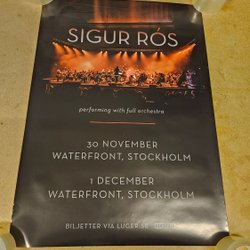 SIGUR RÓS
performing with full orchestra
30 NOVEMBER
WATERFRONT, STOCKHOLM
1 DECEMBER
WATERFRONT, STOCKHOLM
BILJETTER VIA LUGER.SE